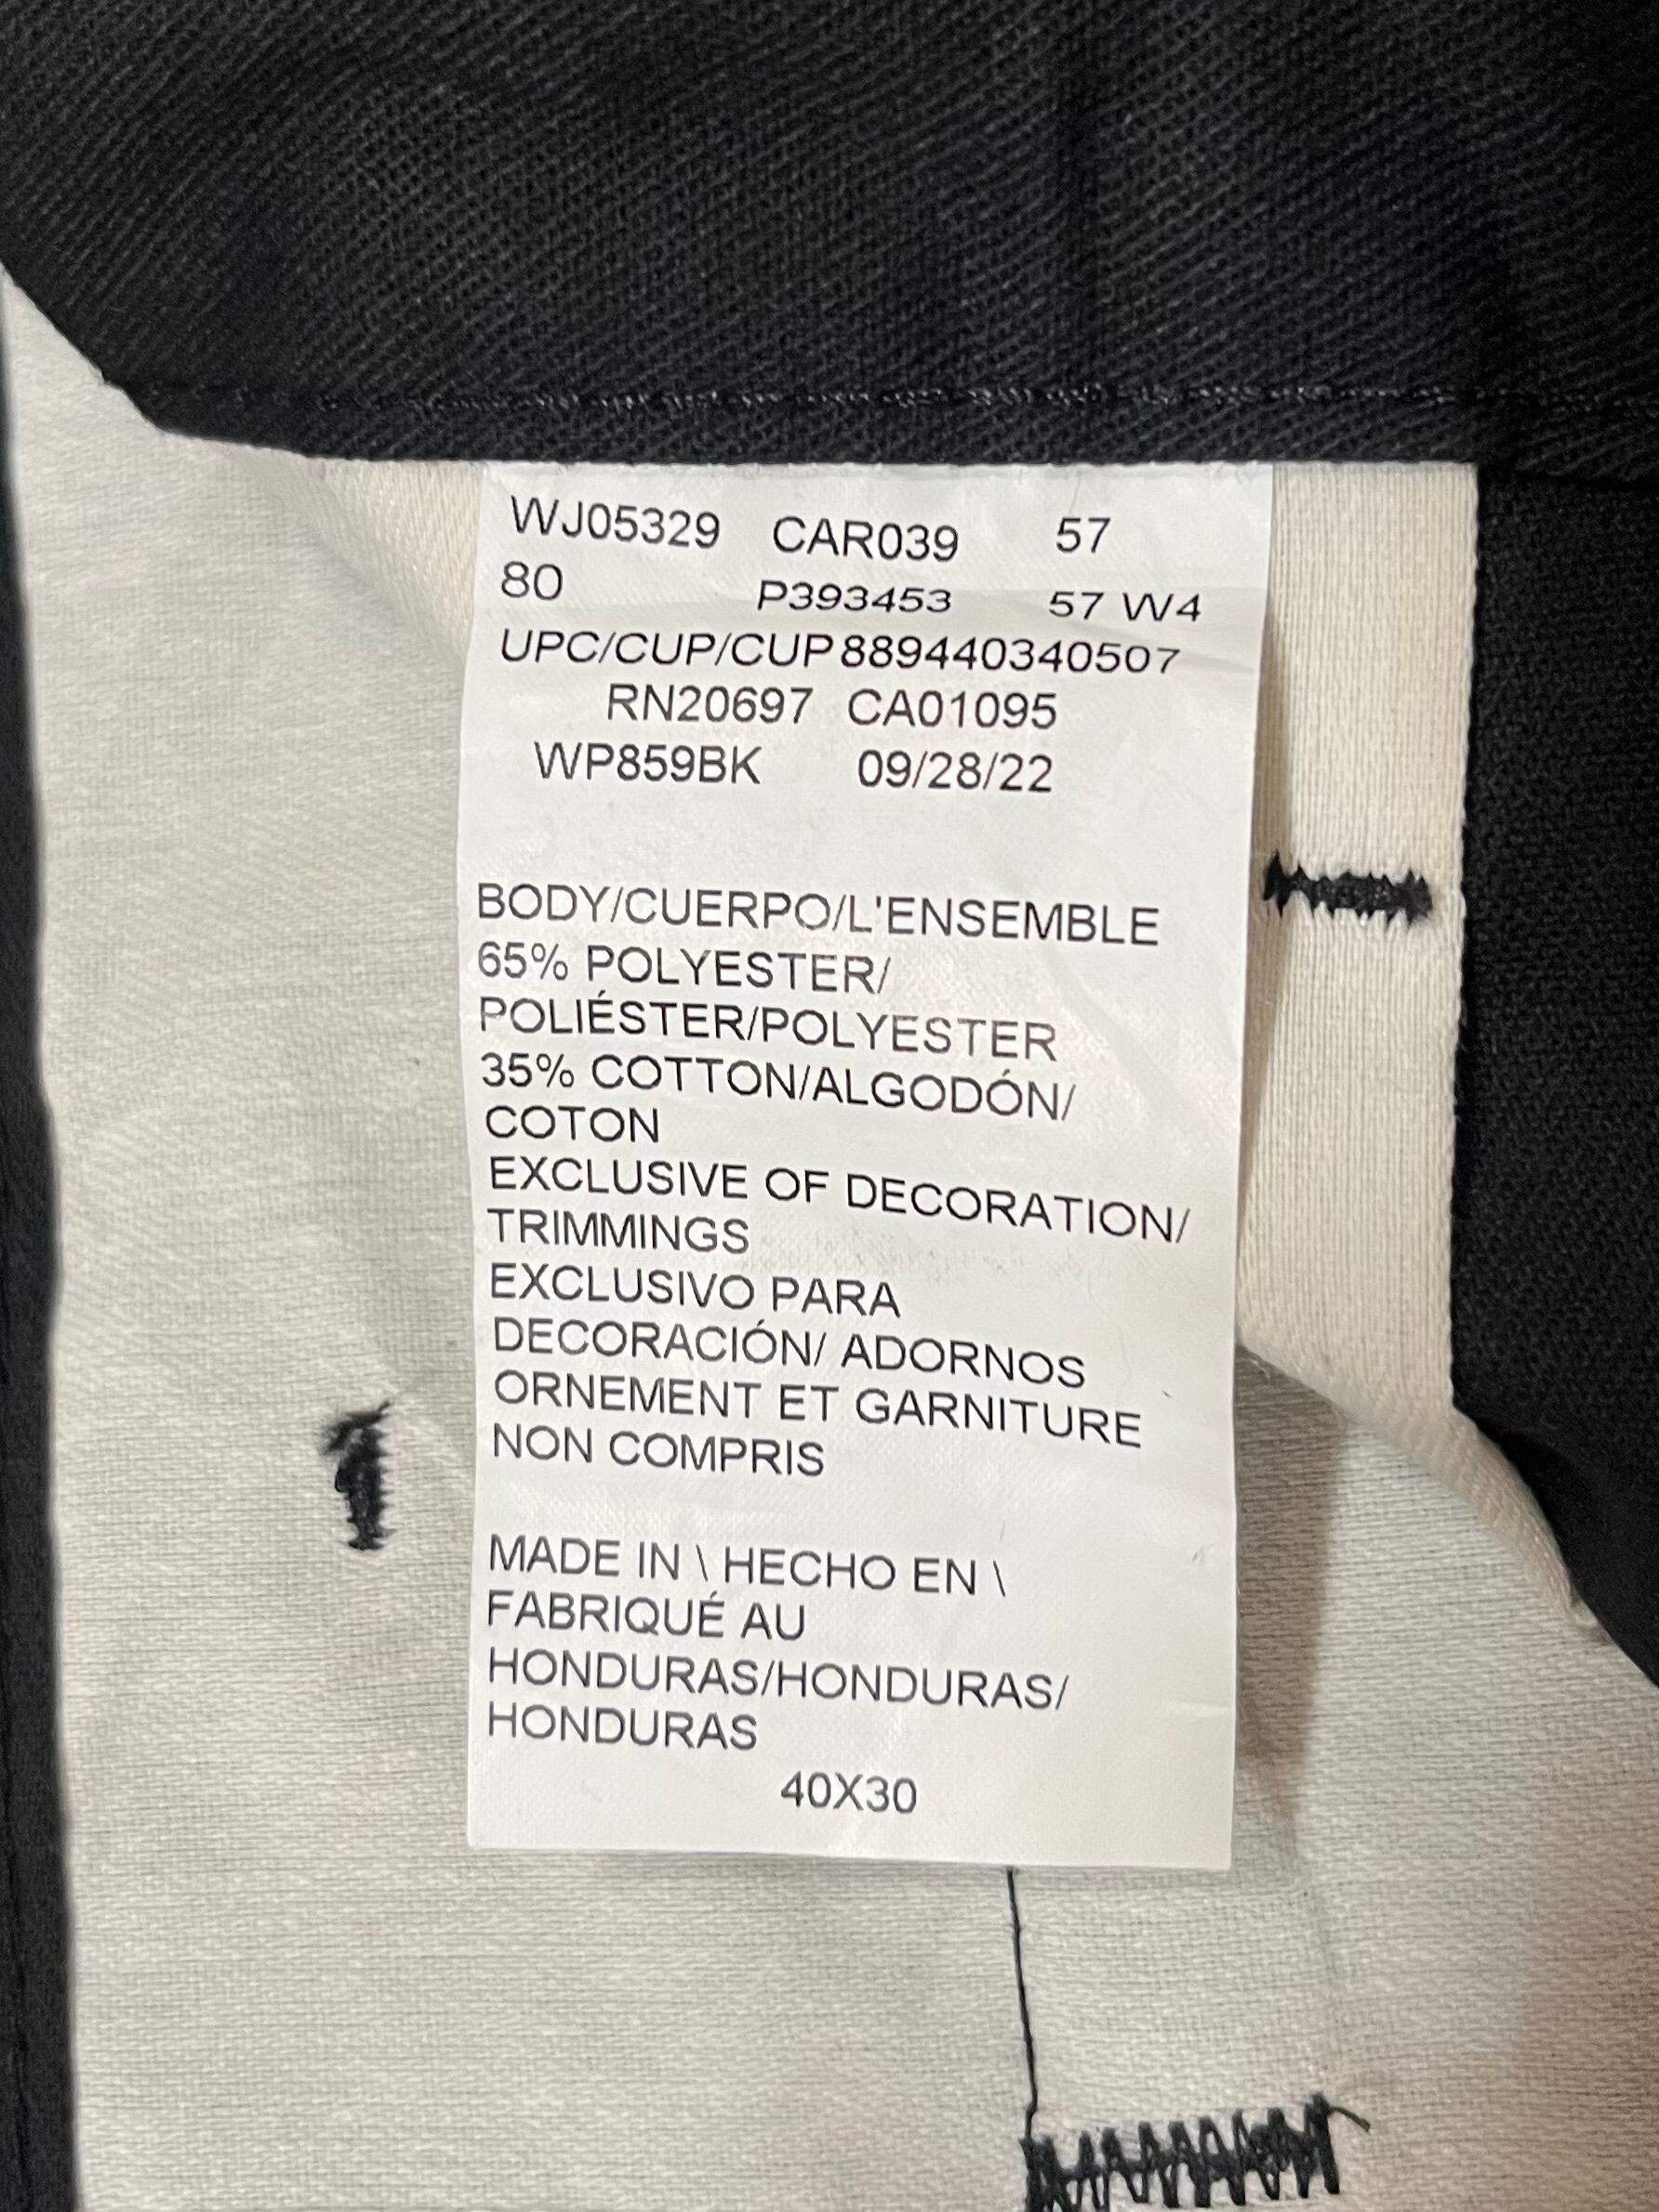 WJ05329 CAR039 57
80 P393453 57 W4
UPC/CUP/CUP 889440340507
RN20697 CA01095
WP859BK 09/28/22
BODY/CUERPO/L'ENSEMBLE
65% POLYESTER/
POLIÉSTER/POLYESTER
35% COTTON/ALGODÓN/
COTON
EXCLUSIVE OF DECORATION/
TRIMMINGS
EXCLUSIVO PARA
DECORACIÓN/ ADORNOS
ORNEMENT ET GARNITURE
NON COMPRIS
MADE IN \ HECHO EN \
FABRIQUÉ AU
HONDURAS/HONDURAS/
HONDURAS
40X30